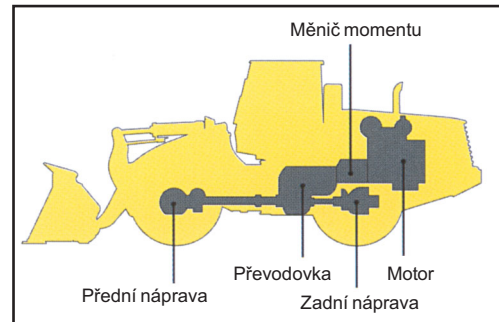 Měnič momentu
Převodovka
Motor
Přední náprava
Zadní náprava